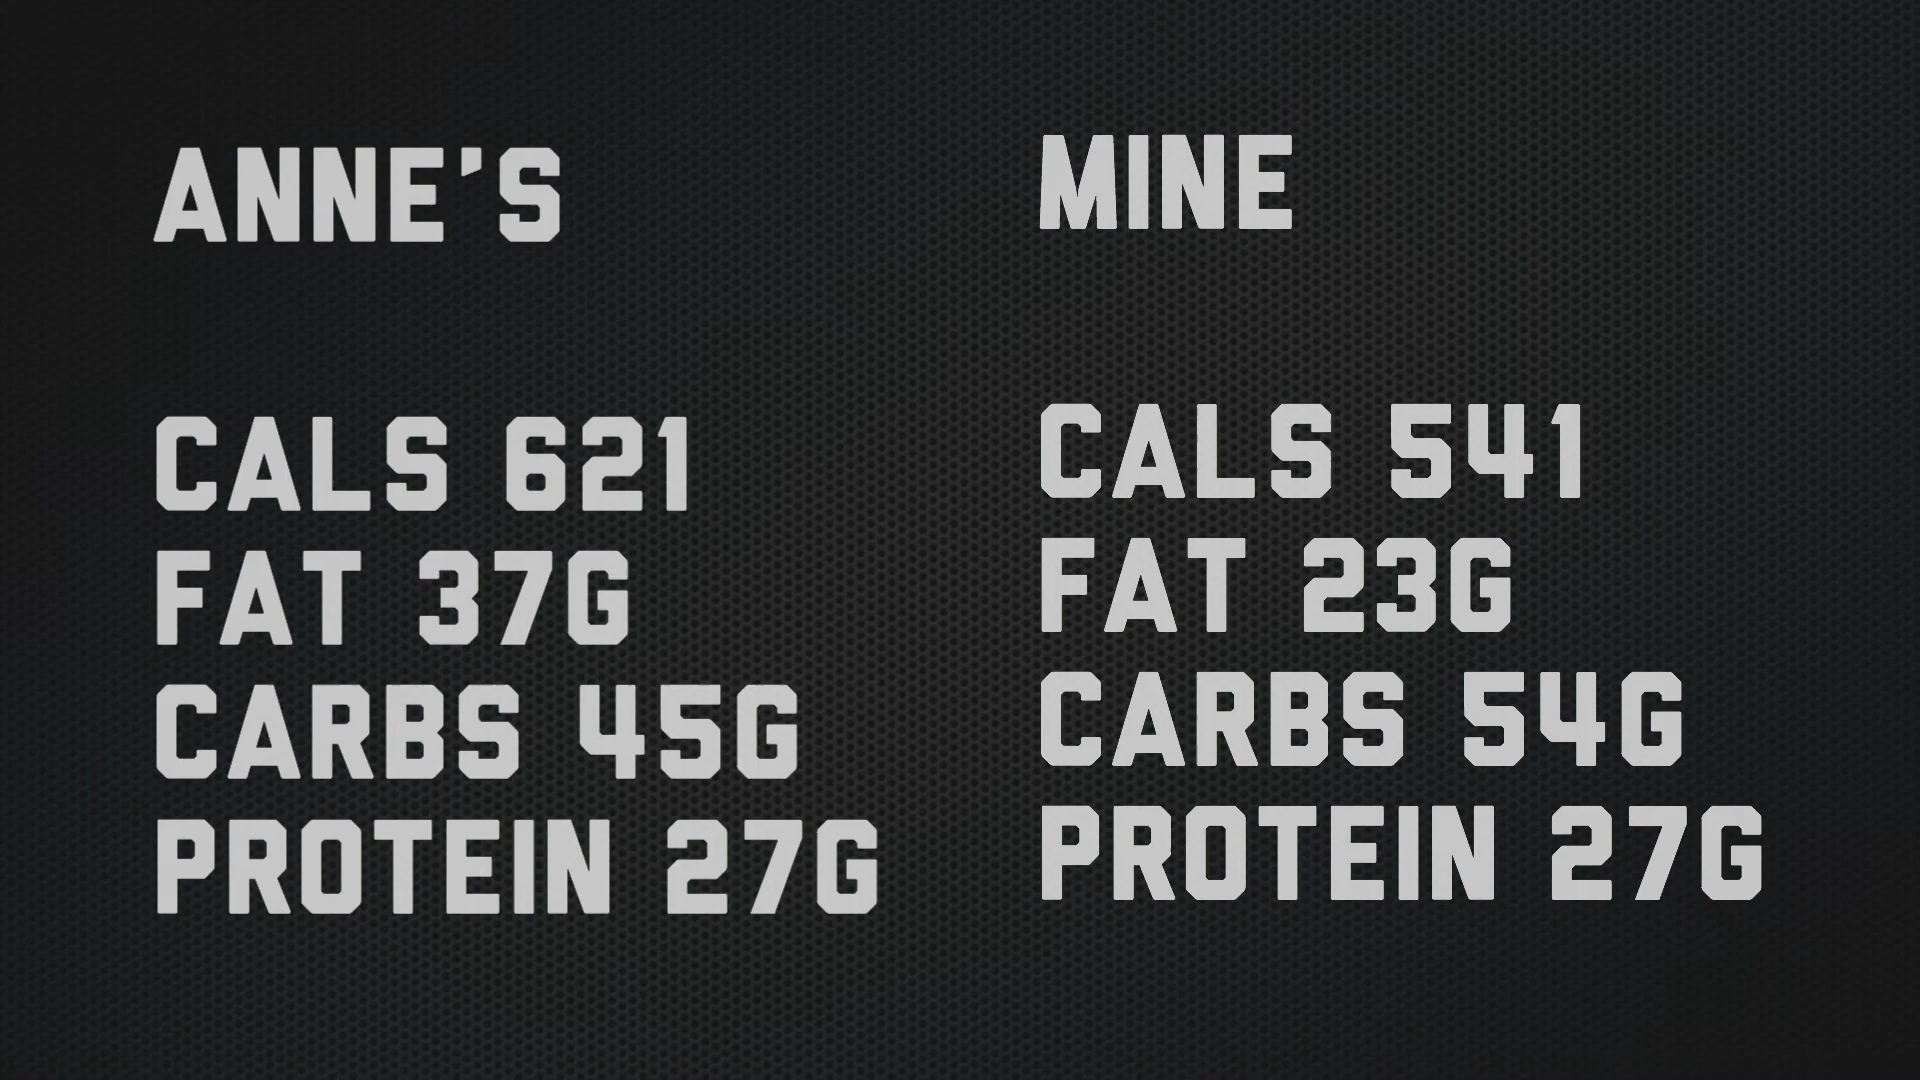 ANNE'S
CALS 621
FAT 37G
CARBS 45G
PROTEIN 27G
MINE
CALS 541
FAT 23G
CARBS 54G
PROTEIN 27G